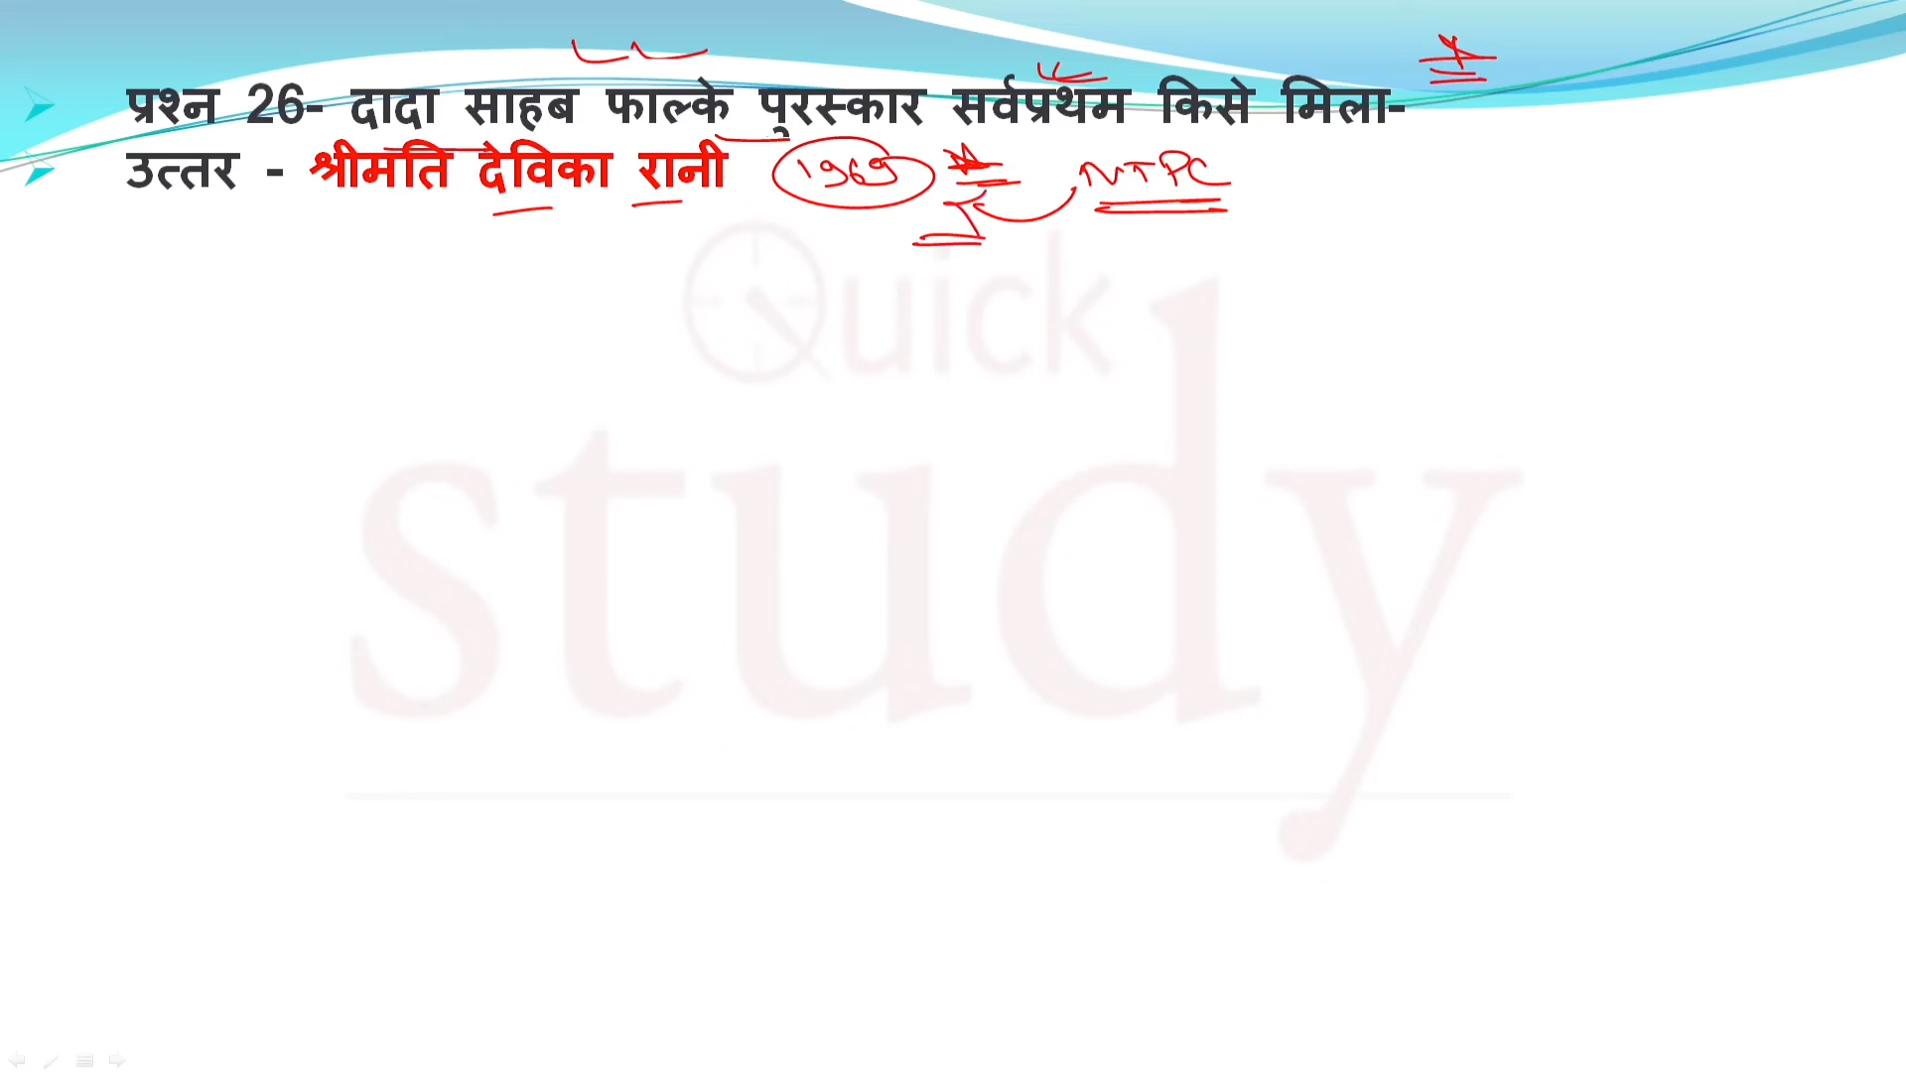 प्रश्न 26- दादा साहब फाल्के पुरस्कार सर्वप्रथम किसे मिला-
उत्तर - श्रीमति देविका रानी 1969 NTPC
Quick
study